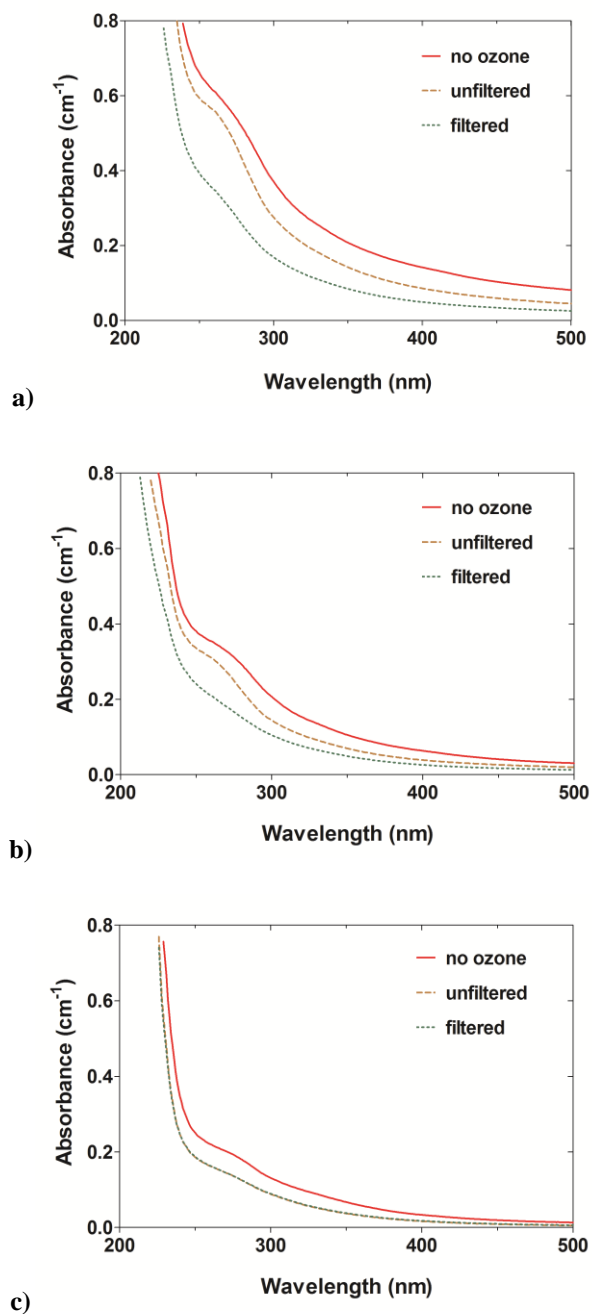 0.8
no ozone
unfiltered
filtered
0.6
0.4
0.2
0.0
Absorbance (cm-1)
200 300 400 500
Wavelength (nm)
a)
0.8
no ozone
unfiltered
filtered
0.6
0.4
0.2
0.0
Absorbance (cm-1)
200 300 400 500
Wavelength (nm)
b)
0.8
no ozone
unfiltered
filtered
0.6
0.4
0.2
0.0
Absorbance (cm-1)
200 300 400 500
Wavelength (nm)
c)